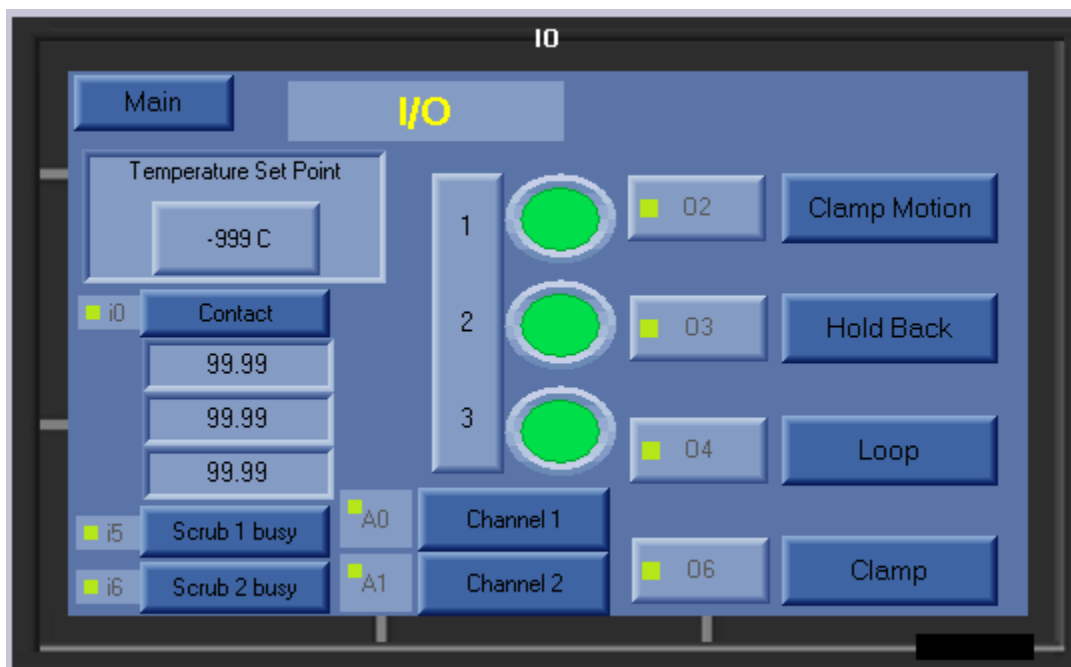 IO
Main
I/O
Temperature Set Point
-999 C
i0 Contact
99.99
99.99
99.99
i5 Scrub 1 busy
i6 Scrub 2 busy
1
2
3
A0 Channel 1
A1 Channel 2
O2 Clamp Motion
O3 Hold Back
O4 Loop
O6 Clamp